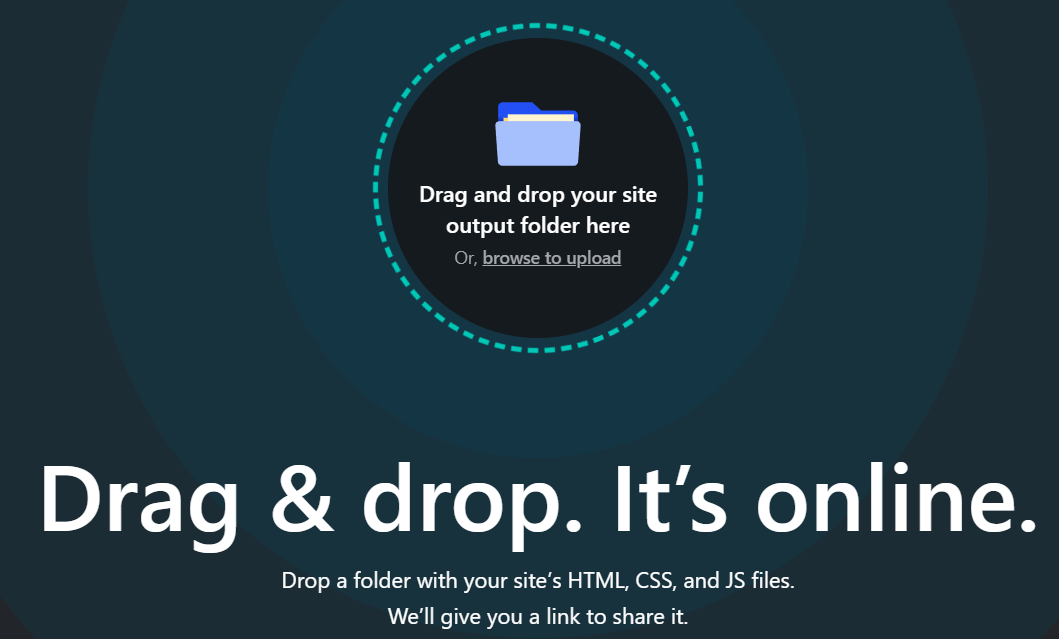 Drag and drop your site
output folder here
Or, browse to upload
Drag & drop. It’s online.
Drop a folder with your site’s HTML, CSS, and JS files.
We’ll give you a link to share it.